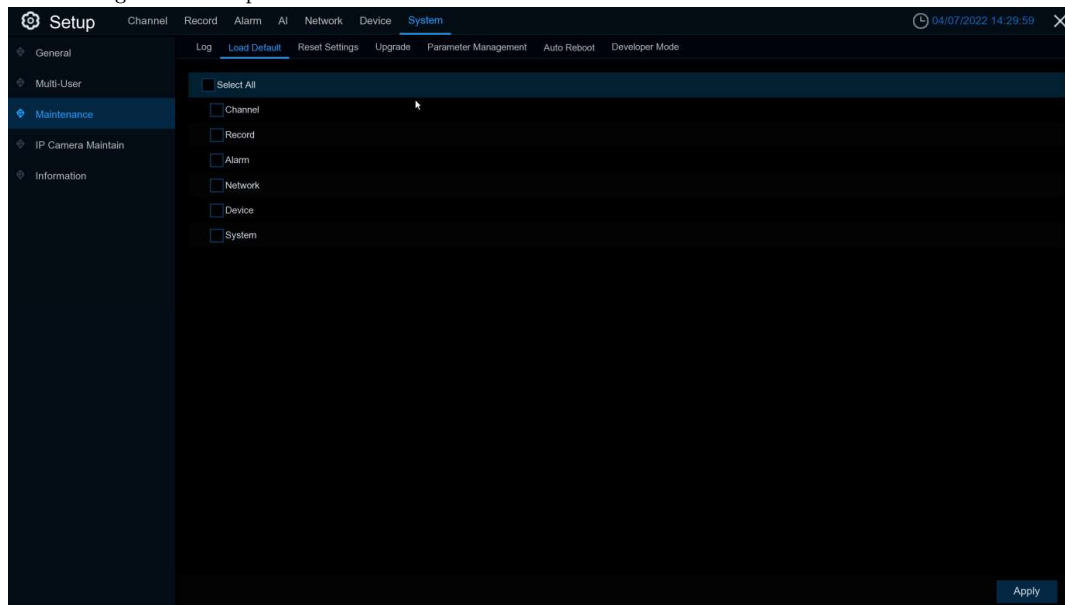 Setup Channel Record Alarm AI Network Device System 04/07/2022 14:29:59
General
Multi-User
Maintenance
IP Camera Maintain
Information
Log Load Default Reset Settings Upgrade Parameter Management Auto Reboot Developer Mode
Select All
Channel
Record
Alarm
Network
Device
System
Apply